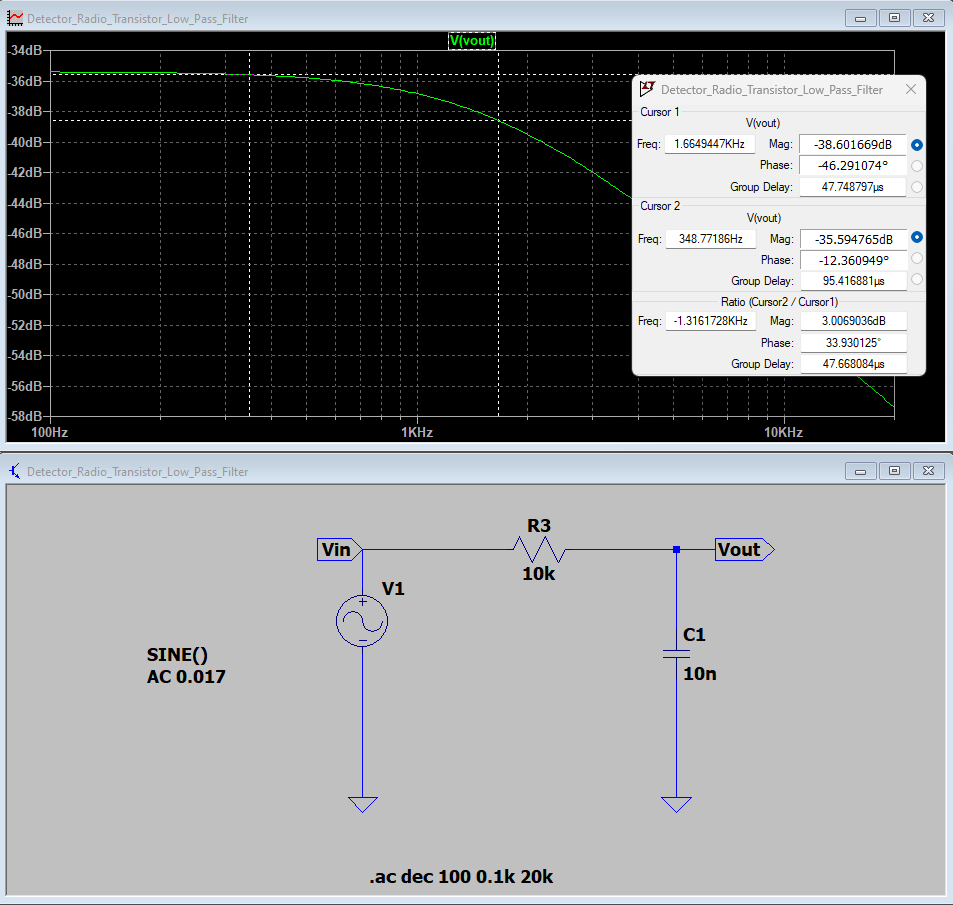 Detector_Radio_Transistor_Low_Pass_Filter
V(vout)
-34dB
-36dB
-38dB
-40dB
-42dB
-44dB
-46dB
-48dB
-50dB
-52dB
-54dB
-56dB
-58dB
100Hz
1KHz
10KHz
Detector_Radio_Transistor_Low_Pass_Filter
Cursor 1
V(vout)
Freq: 1.6649447KHz Mag: -38.601669dB
Phase: -46.291074°
Group Delay: 47.748797µs
Cursor 2
V(vout)
Freq: 348.77186Hz Mag: -35.594765dB
Phase: -12.360949°
Group Delay: 95.416881µs
Ratio (Cursor2 / Cursor1)
Freq: -1.3161728KHz Mag: 3.0069036dB
Phase: 33.930125°
Group Delay: 47.668084µs
Detector_Radio_Transistor_Low_Pass_Filter
R3
Vin
Vout
10k
V1
C1
SINE()
AC 0.017
10n
.ac dec 100 0.1k 20k